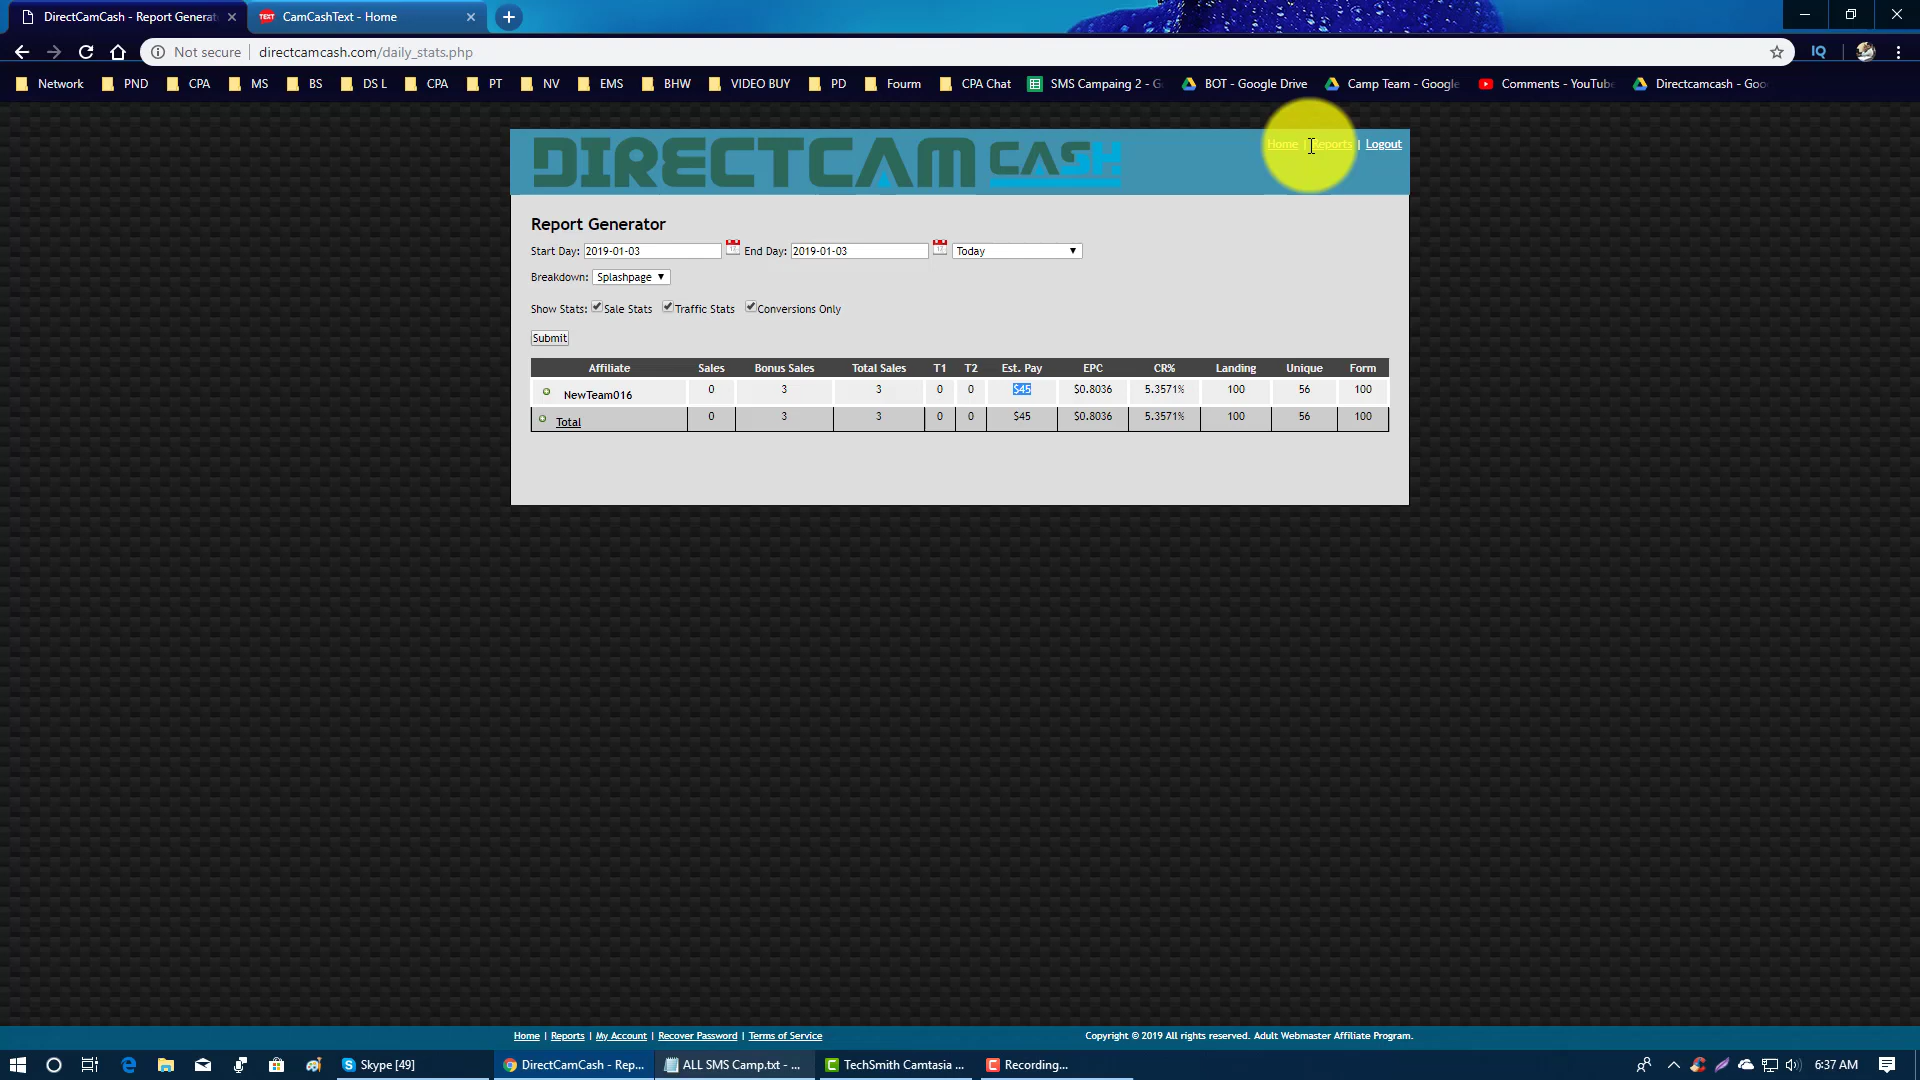 DirectCamCash - Report Generat
TEXT CamCashText - Home
Not secure directcamcash.com/daily_stats.php IQ
Network PND CPA MS BS DS L CPA PT NV EMS BHW VIDEO BUY PD Fourm CPA Chat SMS Campaing 2 - G BOT - Google Drive Camp Team - Google Comments - YouTube Directcamcash - Goo
DIRECTCAM CASH
Home | Reports | Logout
Report Generator
Start Day: 2019-01-03 End Day: 2019-01-03 Today
Breakdown: Splashpage
Show Stats: Sale Stats Traffic Stats Conversions Only
Submit
Affiliate Sales Bonus Sales Total Sales T1 T2 Est. Pay EPC CR% Landing Unique Form
NewTeam016 0 3 3 0 0 $45 $0.8036 5.3571% 100 56 100
Total 0 3 3 0 0 $45 $0.8036 5.3571% 100 56 100
Home | Reports | My Account | Recover Password | Terms of Service
Copyright © 2019 All rights reserved. Adult Webmaster Affiliate Program.
Skype [49] DirectCamCash - Rep... ALL SMS Camp.txt - ... TechSmith Camtasia ... Recording... 6:37 AM